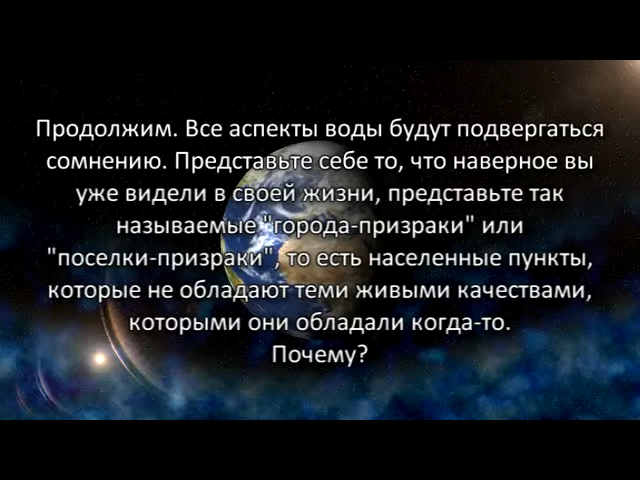 Продолжим. Все аспекты воды будут подвергаться
сомнению. Представьте себе то, что наверное вы
уже видели в своей жизни, представьте так
называемые "города-призраки" или
"поселки-призраки", то есть населенные пункты,
которые не обладают теми живыми качествами,
которыми они обладали когда-то.
Почему?